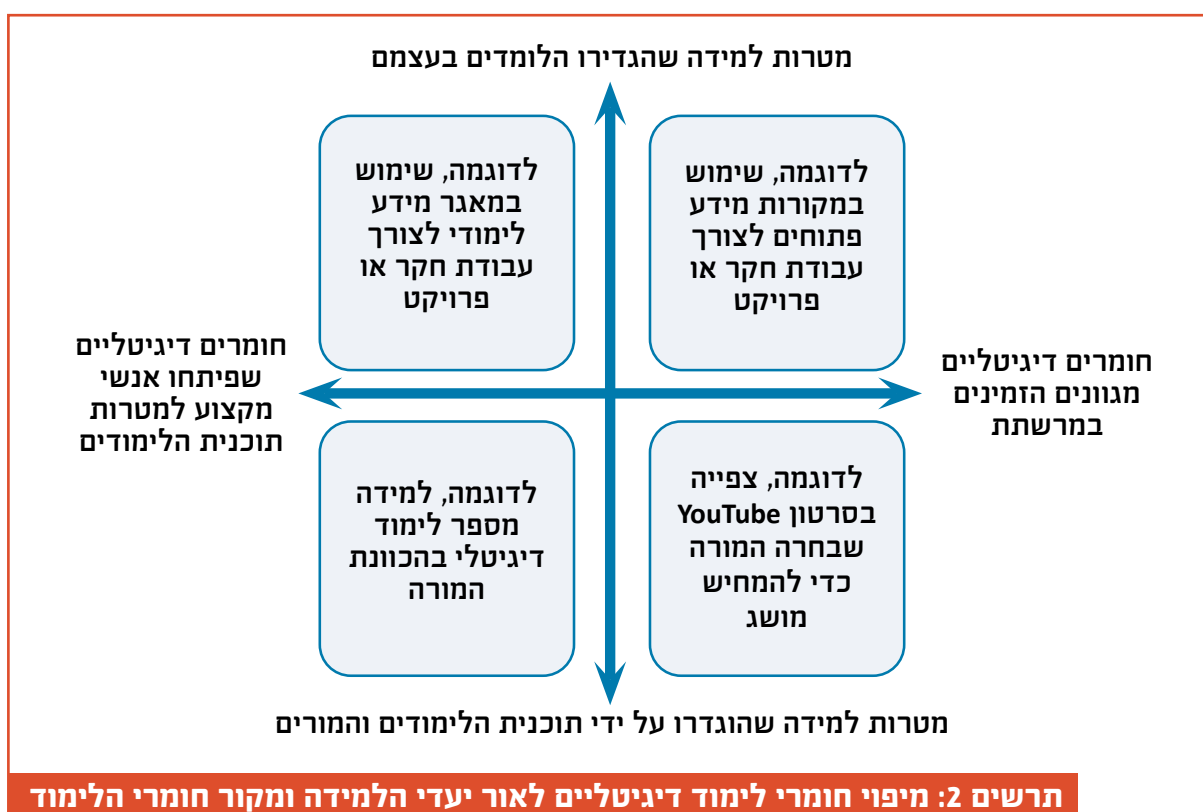 מטרות למידה שהגדירו הלומדים בעצמם
לדוגמה, שימוש
במקורות מידע
פתוחים לצורך
עבודת חקר או
פרויקט
לדוגמה, שימוש
במאגר מידע
לימודי לצורך
עבודת חקר או
פרויקט
חומרים דיגיטליים
מגוונים הזמינים
במרשתת
חומרים דיגיטליים
שפיתחו אנשי
מקצוע למטרות
תוכנית הלימודים
לדוגמה, צפייה
בסרטון YouTube
שבחרה המורה
כדי להמחיש
מושג
לדוגמה, למידה
מספר לימוד
דיגיטלי בהכוונת
המורה
מטרות למידה שהוגדרו על ידי תוכנית הלימודים והמורים
תרשים 2: מיפוי חומרי לימוד דיגיטליים לאור יעדי הלמידה ומקור חומרי הלימוד